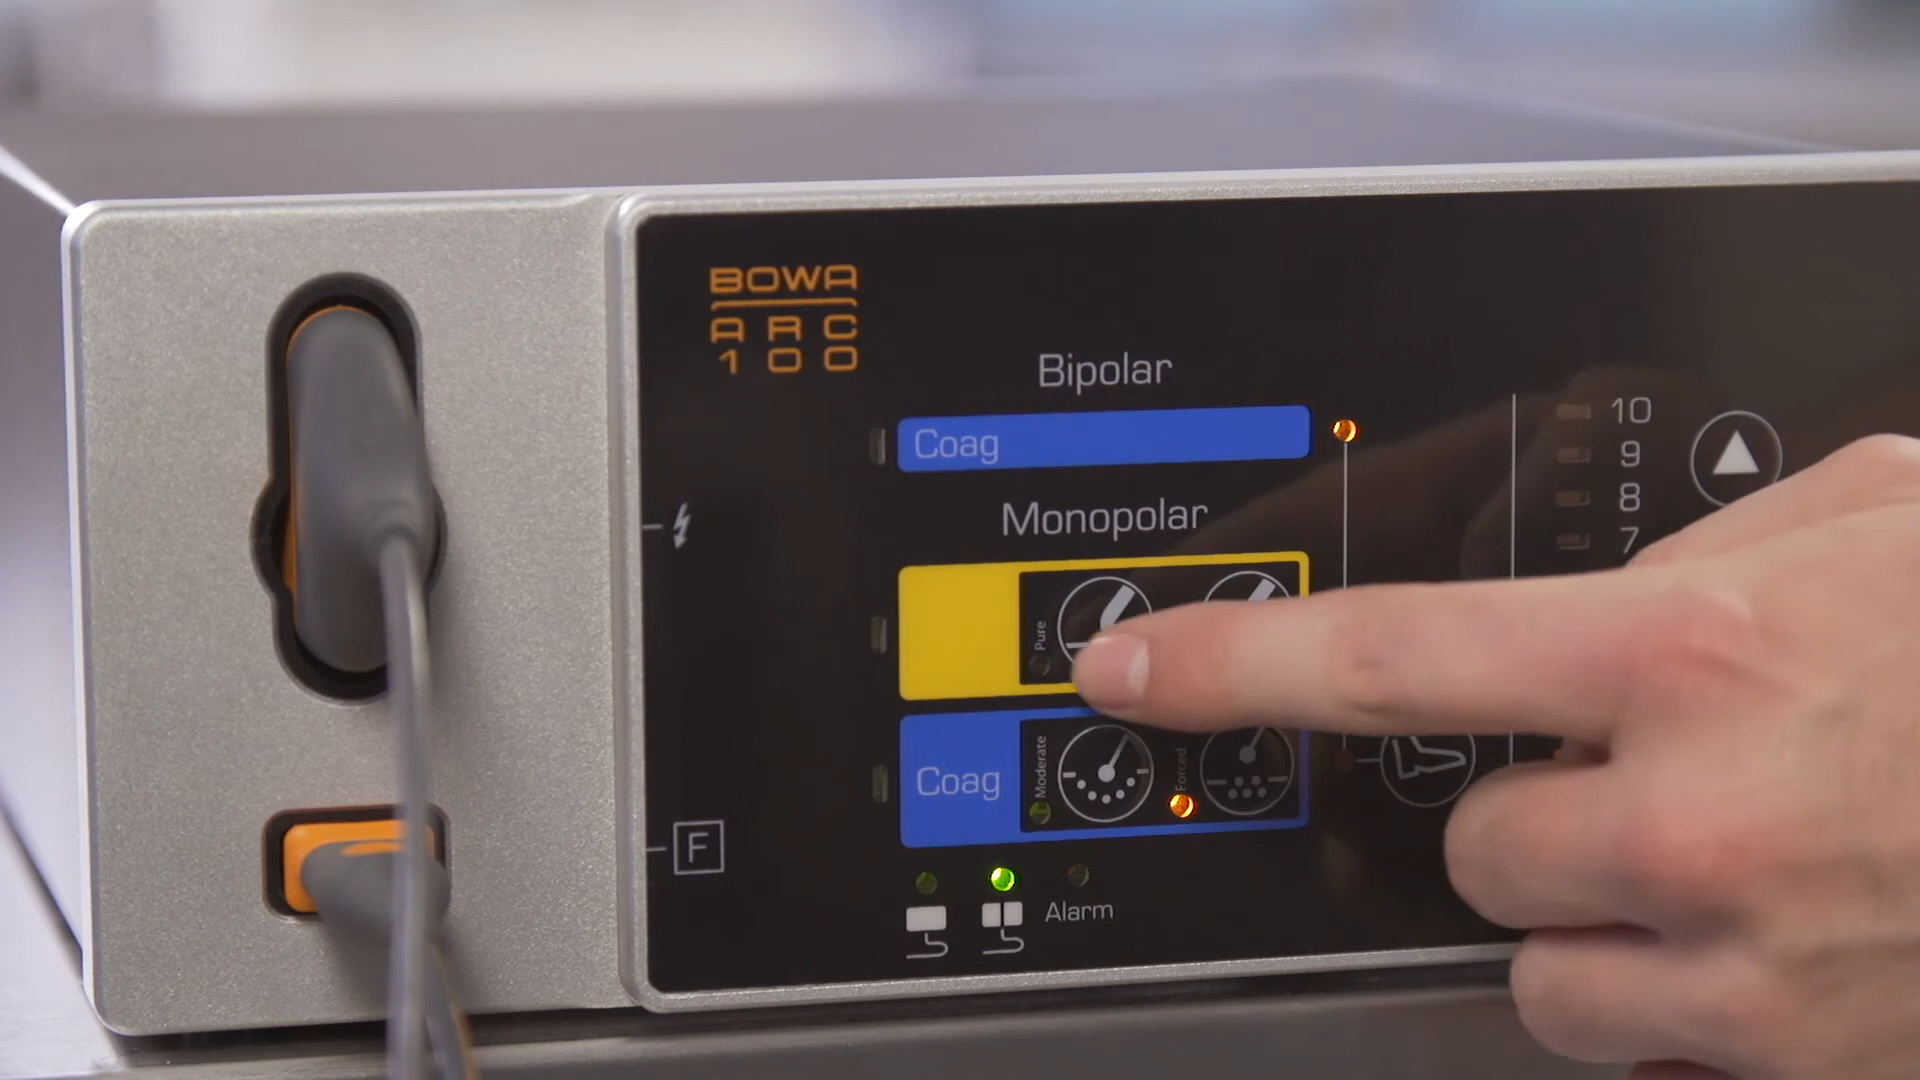 BOWA
ARC
100
Bipolar
Coag
Monopolar
Pure
Coag
Moderate
Forced
F
Alarm
10
9
8
7